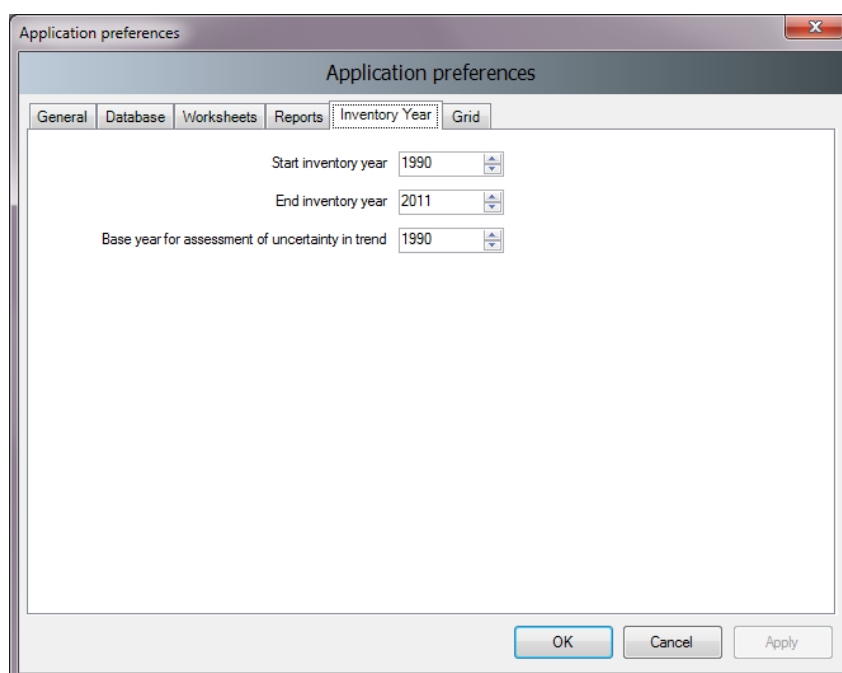 Application preferences
Application preferences
General Database Worksheets Reports Inventory Year Grid
Start inventory year 1990
End inventory year 2011
Base year for assessment of uncertainty in trend 1990
OK Cancel Apply